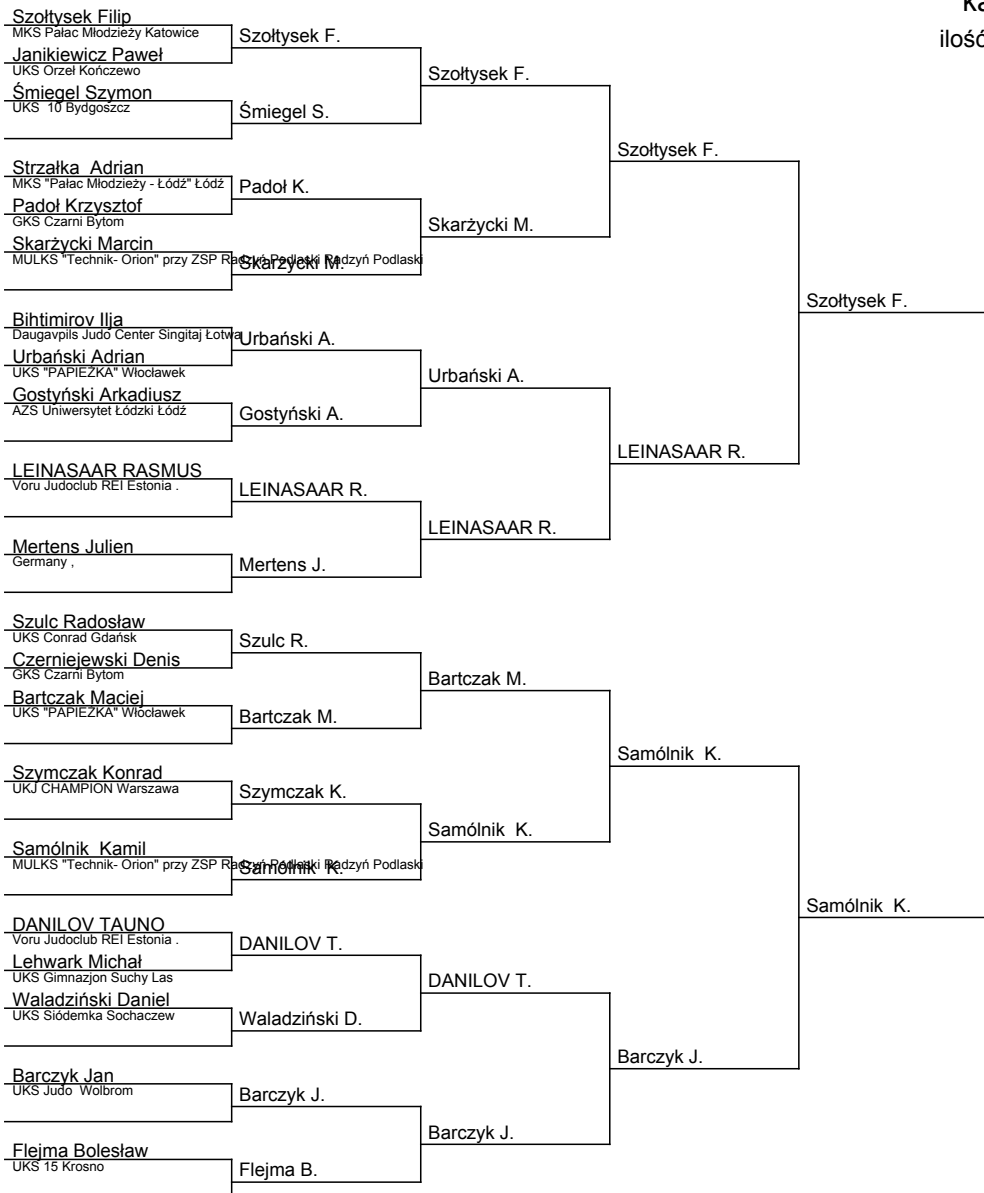 Ka
ilość
Szołtysek Filip
MKS Pałac Młodzieży Katowice
Szołtysek F.
Janikiewicz Paweł
UKS Orzeł Kończewo
Szołtysek F.
Śmiegel Szymon
UKS 10 Bydgoszcz
Śmiegel S.
Szołtysek F.
Strzałka Adrian
MKS "Pałac Młodzieży - Łódź" Łódź
Padoł K.
Padoł Krzysztof
GKS Czarni Bytom
Skarżycki M.
Skarżycki Marcin
MULKS "Technik- Orion" przy ZSP Radzyń Podlaski Radzyń Podlaski
Skarżycki M.
Szołtysek F.
Bihtimirov Ilja
Daugavpils Judo Center Singitaj Łotwa
Urbański A.
Urbański Adrian
UKS "PAPIEŻKA" Włocławek
Urbański A.
Gostyński Arkadiusz
AZS Uniwersytet Łódzki Łódź
Gostyński A.
LEINASAAR R.
LEINASAAR RASMUS
Voru Judoclub REI Estonia .
LEINASAAR R.
LEINASAAR R.
Mertens Julien
Germany ,
Mertens J.
Szulc Radosław
UKS Conrad Gdańsk
Szulc R.
Czerniejewski Denis
GKS Czarni Bytom
Bartczak M.
Bartczak Maciej
UKS "PAPIEŻKA" Włocławek
Bartczak M.
Samólnik K.
Szymczak Konrad
UKJ CHAMPION Warszawa
Szymczak K.
Samólnik K.
Samólnik Kamil
MULKS "Technik- Orion" przy ZSP Radzyń Podlaski Radzyń Podlaski
Samólnik K.
Samólnik K.
DANILOV TAUNO
Voru Judoclub REI Estonia .
DANILOV T.
Lehwark Michał
UKS Gimnazjon Suchy Las
DANILOV T.
Waladziński Daniel
UKS Siódemka Sochaczew
Waladziński D.
Barczyk J.
Barczyk Jan
UKS Judo Wolbrom
Barczyk J.
Barczyk J.
Flejma Bolesław
UKS 15 Krosno
Flejma B.